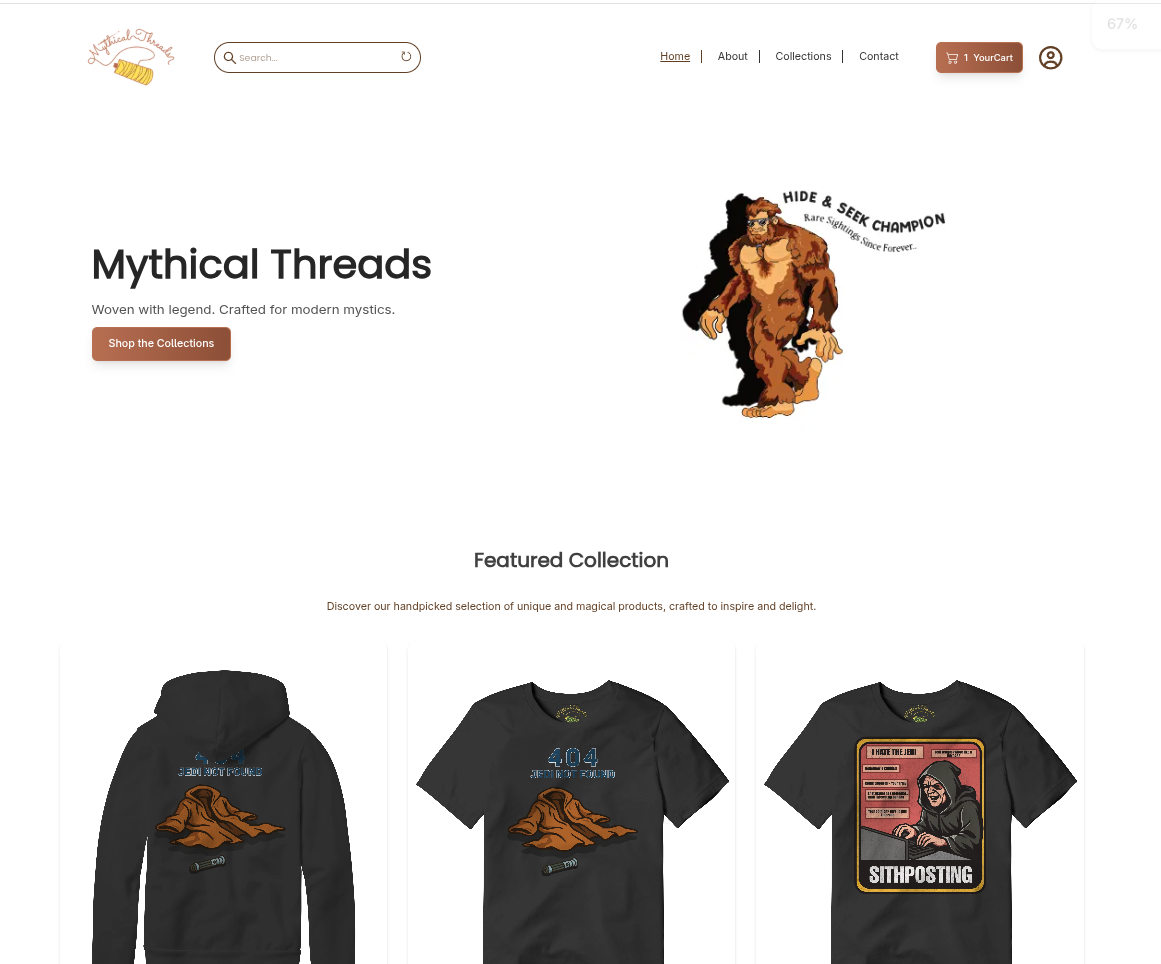 67%
Mythical Threads
Search...
Home
About
Collections
Contact
1 YourCart
HIDE & SEEK CHAMPION
Rare Sightings Since Forever..
Mythical Threads
Woven with legend. Crafted for modern mystics.
Shop the Collections
Featured Collection
Discover our handpicked selection of unique and magical products, crafted to inspire and delight.
JEDI NOT FOUND
404
JEDI NOT FOUND
I HATE THE JEDI
SITHPOSTING